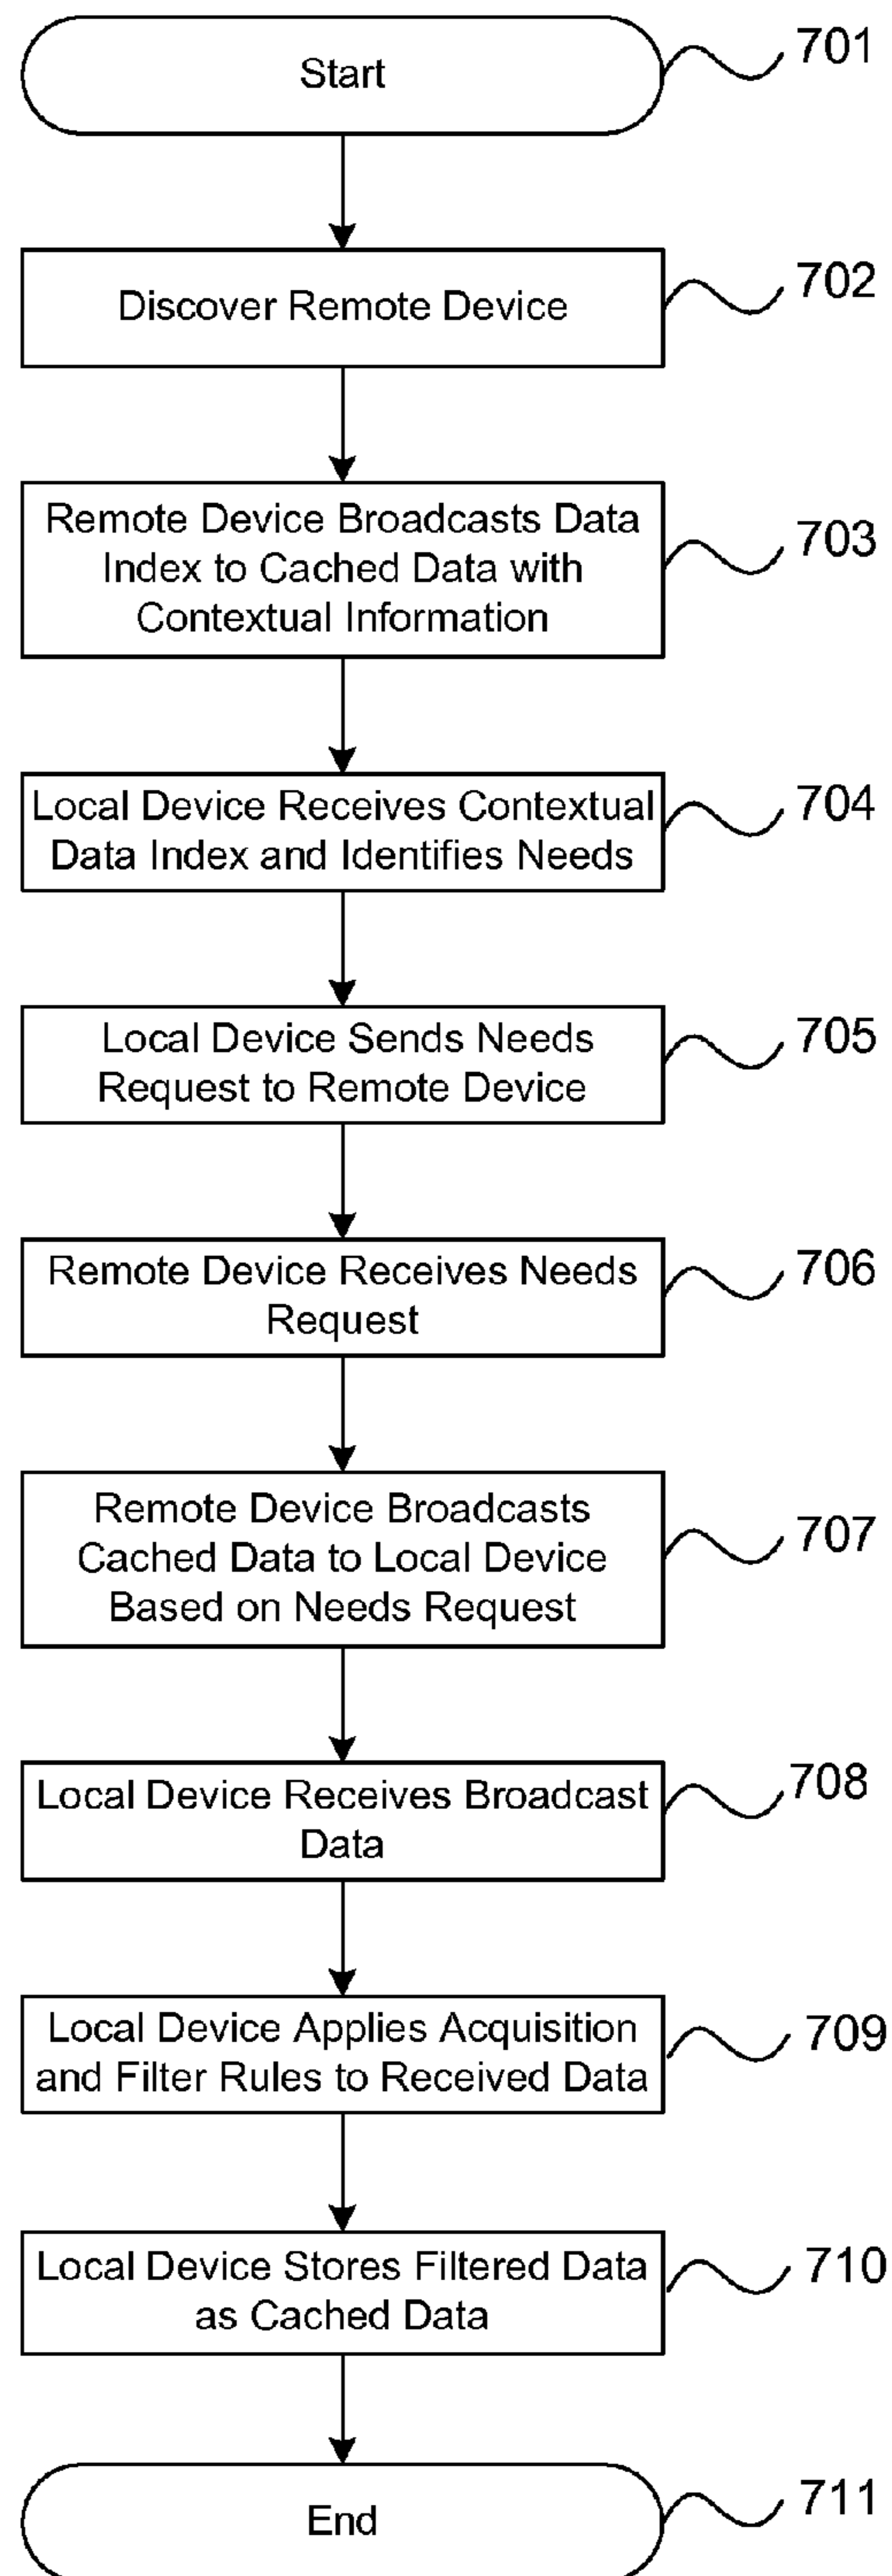 Start
701
Discover Remote Device
702
Remote Device Broadcasts Data
Index to Cached Data with
Contextual Information
703
Local Device Receives Contextual
Data Index and Identifies Needs
704
Local Device Sends Needs
Request to Remote Device
705
Remote Device Receives Needs
Request
706
Remote Device Broadcasts
Cached Data to Local Device
Based on Needs Request
707
Local Device Receives Broadcast
Data
708
Local Device Applies Acquisition
and Filter Rules to Received Data
709
Local Device Stores Filtered Data
as Cached Data
710
End
711